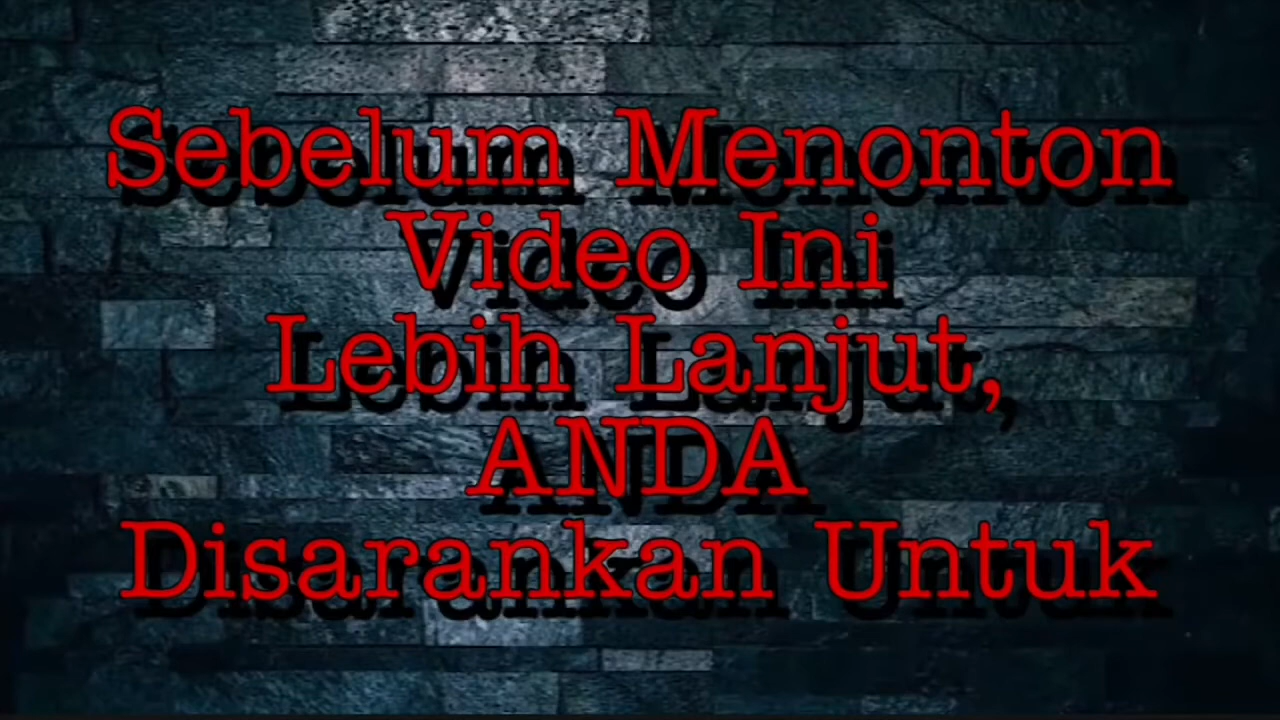 Sebelum Menonton
Video Ini
Lebih Lanjut,
ANDA
Disarankan Untuk